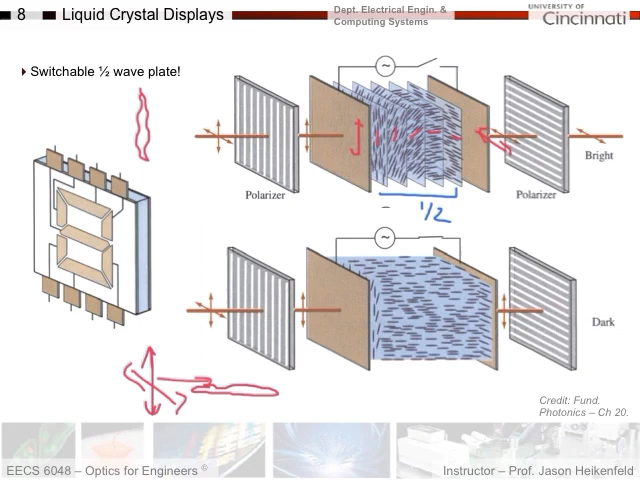 8
Liquid Crystal Displays
Dept. Electrical Engin. &
Computing Systems
UNIVERSITY OF
Cincinnati
Switchable ½ wave plate!
~
Polarizer
Polarizer
Bright
1/2
~
Dark
Credit: Fund.
Photonics – Ch 20.
EECS 6048 – Optics for Engineers ©
Instructor – Prof. Jason Heikenfeld